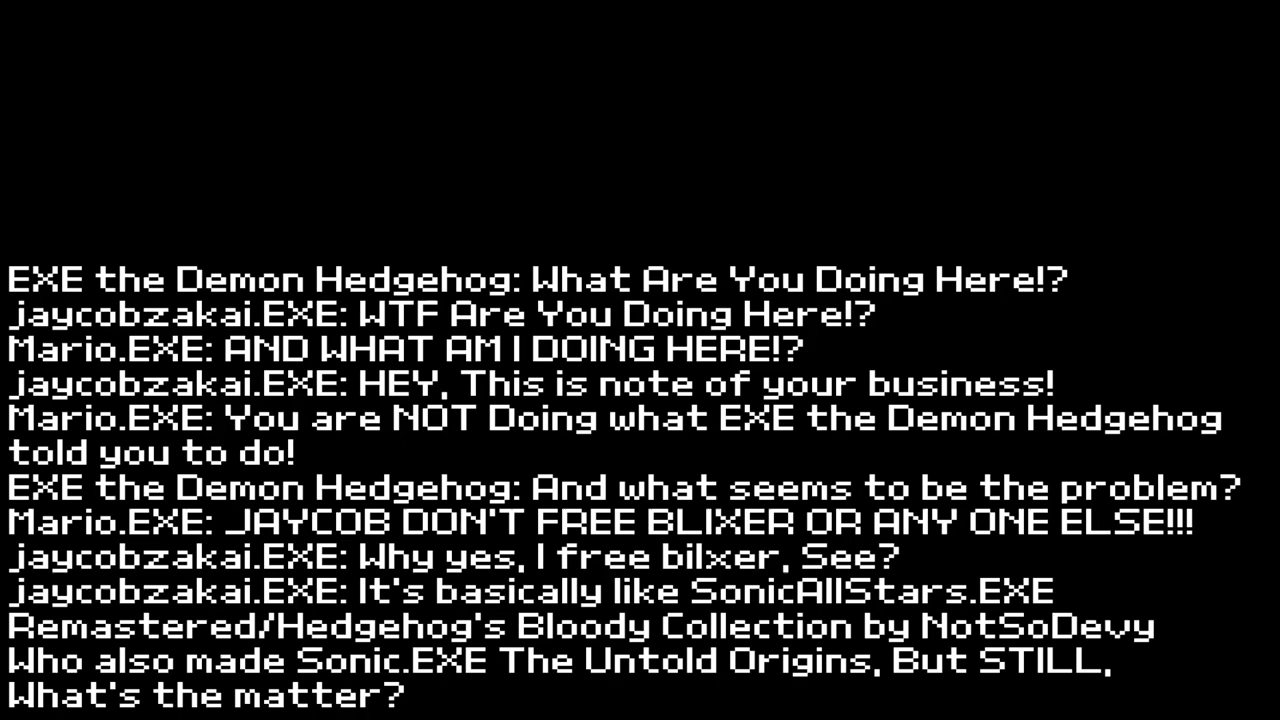 EXE the Demon Hedgehog: What Are You Doing Here!?
jaycobzakai.EXE: WTF Are You Doing Here!?
Mario.EXE: AND WHAT AM I DOING HERE!?
jaycobzakai.EXE: HEY, This is note of your business!
Mario.EXE: You are NOT Doing what EXE the Demon Hedgehog
told you to do!
EXE the Demon Hedgehog: And what seems to be the problem?
Mario.EXE: JAYCOB DON'T FREE BLIXER OR ANY ONE ELSE!!!
jaycobzakai.EXE: Why yes, I free bilxer, See?
jaycobzakai.EXE: It's basically like SonicAllStars.EXE
Remastered/Hedgehog's Bloody Collection by NotSoDevy
Who also made Sonic.EXE The Untold Origins, But STILL,
What's the matter?